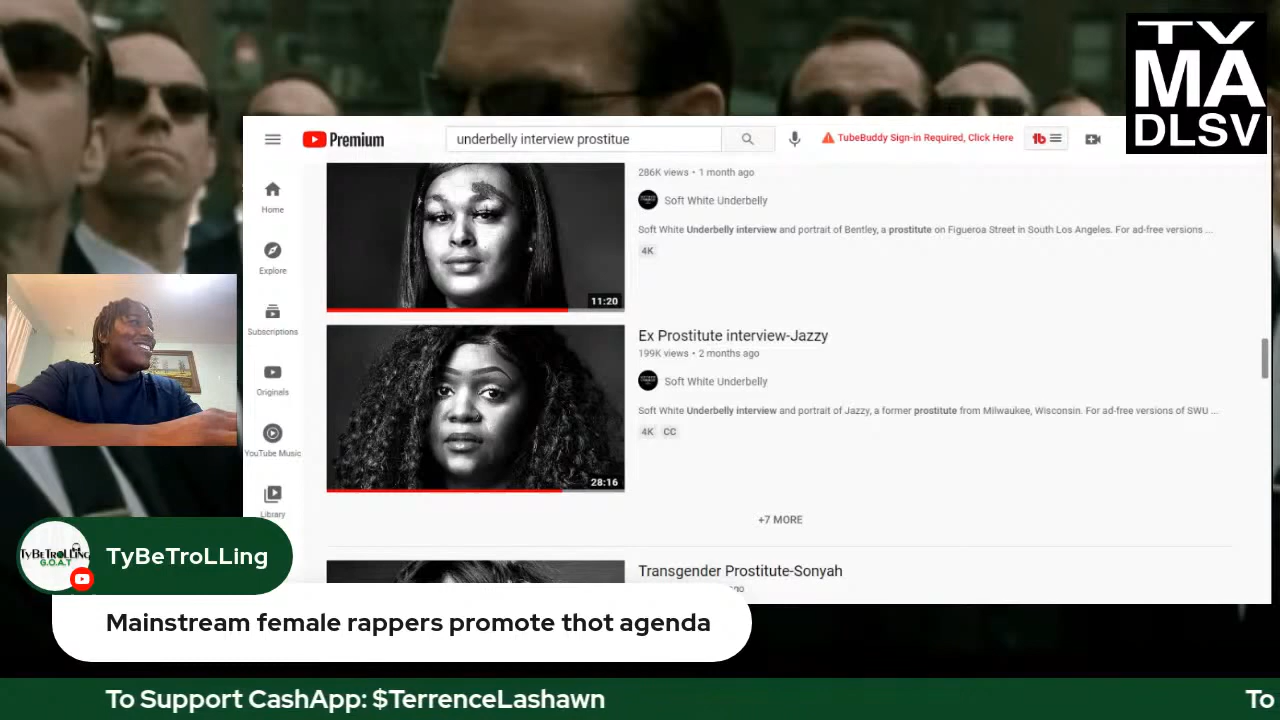 TV
MA
DLSV
Premium
underbelly interview prostitue
TubeBuddy Sign-in Required, Click Here
tb
286K views • 1 month ago
Home
Soft White Underbelly
Soft White Underbelly interview and portrait of Bentley, a prostitute on Figueroa Street in South Los Angeles. For ad-free versions ...
4K
Explore
11:20
Subscriptions
Ex Prostitute interview-Jazzy
199K views • 2 months ago
Soft White Underbelly
Originals
Soft White Underbelly interview and portrait of Jazzy, a former prostitute from Milwaukee, Wisconsin. For ad-free versions of SWU ...
4K CC
YouTube Music
28:16
Library
+7 MORE
TyBeTroLLing
G.O.A.T
TyBeTroLLing
Transgender Prostitute-Sonyah
Mainstream female rappers promote thot agenda
To Support CashApp: $TerrenceLashawn
To